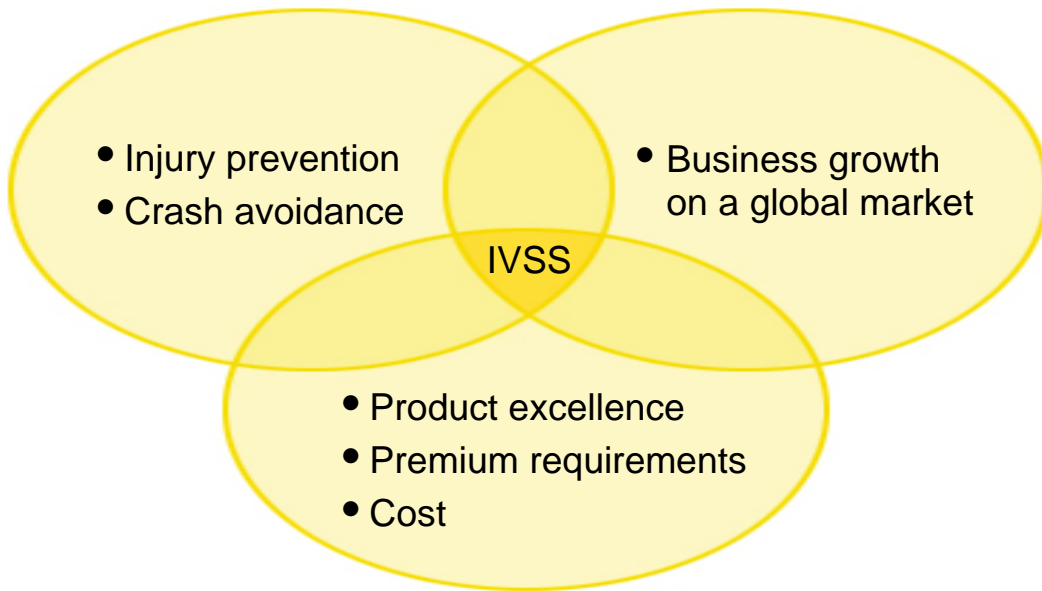 • Injury prevention
• Crash avoidance
• Business growth
on a global market
IVSS
• Product excellence
• Premium requirements
• Cost